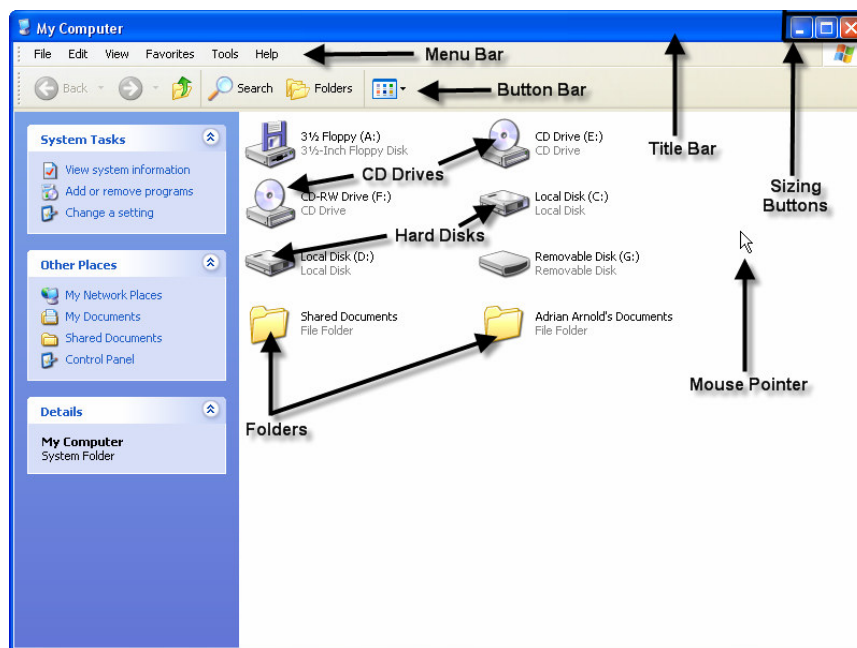 My Computer
File Edit View Favorites Tools Help
Menu Bar
Back
Search
Folders
Button Bar
Title Bar
Sizing
Buttons
System Tasks
View system information
Add or remove programs
Change a setting
Other Places
My Network Places
My Documents
Shared Documents
Control Panel
Details
My Computer
System Folder
3½ Floppy (A:)
3½-Inch Floppy Disk
CD Drive (E:)
CD Drive
CD Drives
CD-RW Drive (F:)
CD Drive
Local Disk (C:)
Local Disk
Hard Disks
Local Disk (D:)
Local Disk
Removable Disk (G:)
Removable Disk
Shared Documents
File Folder
Adrian Arnold's Documents
File Folder
Folders
Mouse Pointer